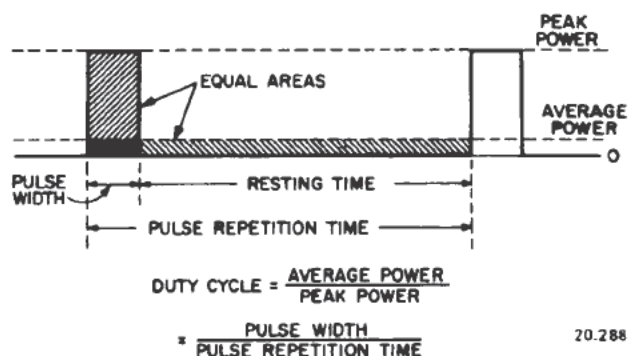 PEAK
POWER
EQUAL AREAS
AVERAGE
POWER
O
PULSE
WIDTH
RESTING TIME
PULSE REPETITION TIME
DUTY CYCLE = AVERAGE POWER
PEAK POWER
= PULSE WIDTH
PULSE REPETITION TIME
20.288